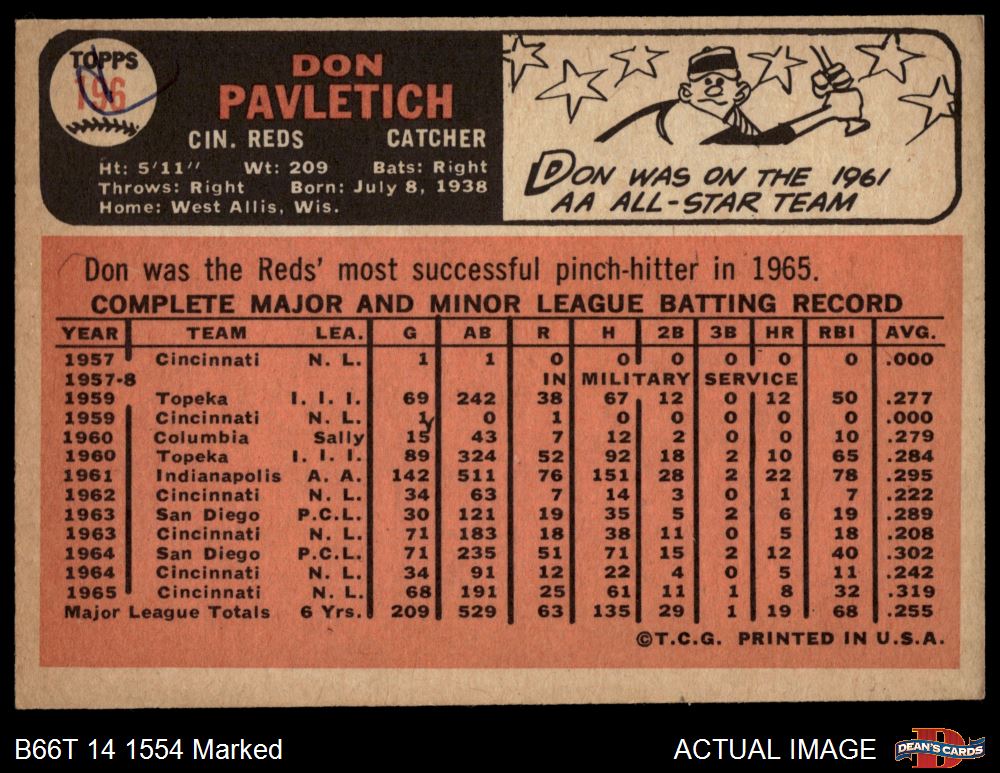 TOPPS
196
DON
PAVLETICH
CIN. REDS CATCHER
Ht: 5'11" Wt: 209 Bats: Right
Throws: Right Born: July 8, 1938
Home: West Allis, Wis.
DON WAS ON THE 1961
AA ALL-STAR TEAM
Don was the Reds' most successful pinch-hitter in 1965.
COMPLETE MAJOR AND MINOR LEAGUE BATTING RECORD
YEAR TEAM LEA. G AB R H 2B 3B HR RBI AVG.
1957 Cincinnati N. L. 1 1 0 0 0 0 0 0 .000
1957-8 IN MILITARY SERVICE
1959 Topeka I. I. I. 69 242 38 67 12 0 12 50 .277
1959 Cincinnati N. L. 1 0 1 0 0 0 0 0 .000
1960 Columbia Sally 15 43 7 12 2 0 0 10 .279
1960 Topeka I. I. I. 89 324 52 92 18 2 10 65 .284
1961 Indianapolis A. A. 142 511 76 151 28 2 22 78 .295
1962 Cincinnati N. L. 34 63 7 14 3 0 1 7 .222
1963 San Diego P.C.L. 30 121 19 35 5 2 6 19 .289
1963 Cincinnati N. L. 71 183 18 38 11 0 5 18 .208
1964 San Diego P.C.L. 71 235 51 71 15 2 12 40 .302
1964 Cincinnati N. L. 34 91 12 22 4 0 5 11 .242
1965 Cincinnati N. L. 68 191 25 61 11 1 8 32 .319
Major League Totals 6 Yrs. 209 529 63 135 29 1 19 68 .255
©T.C.G. PRINTED IN U.S.A.
B66T 14 1554 Marked
ACTUAL IMAGE
DEAN'S CARDS